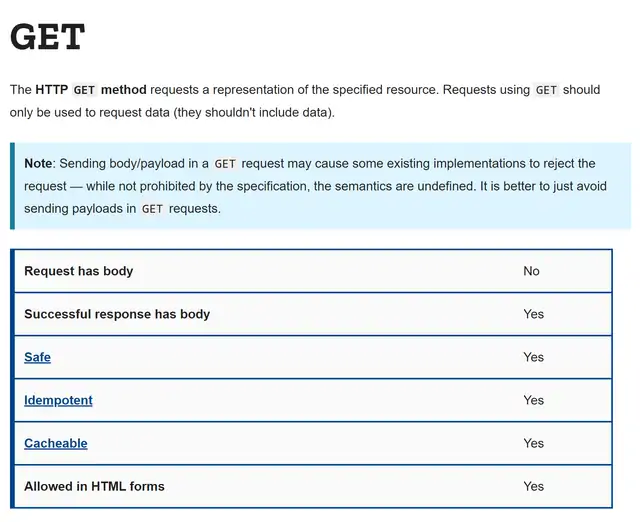 GET
The HTTP GET method requests a representation of the specified resource. Requests using GET should
only be used to request data (they shouldn't include data).
Note: Sending body/payload in a GET request may cause some existing implementations to reject the
request — while not prohibited by the specification, the semantics are undefined. It is better to just avoid
sending payloads in GET requests.
Request has body No
Successful response has body Yes
Safe Yes
Idempotent Yes
Cacheable Yes
Allowed in HTML forms Yes